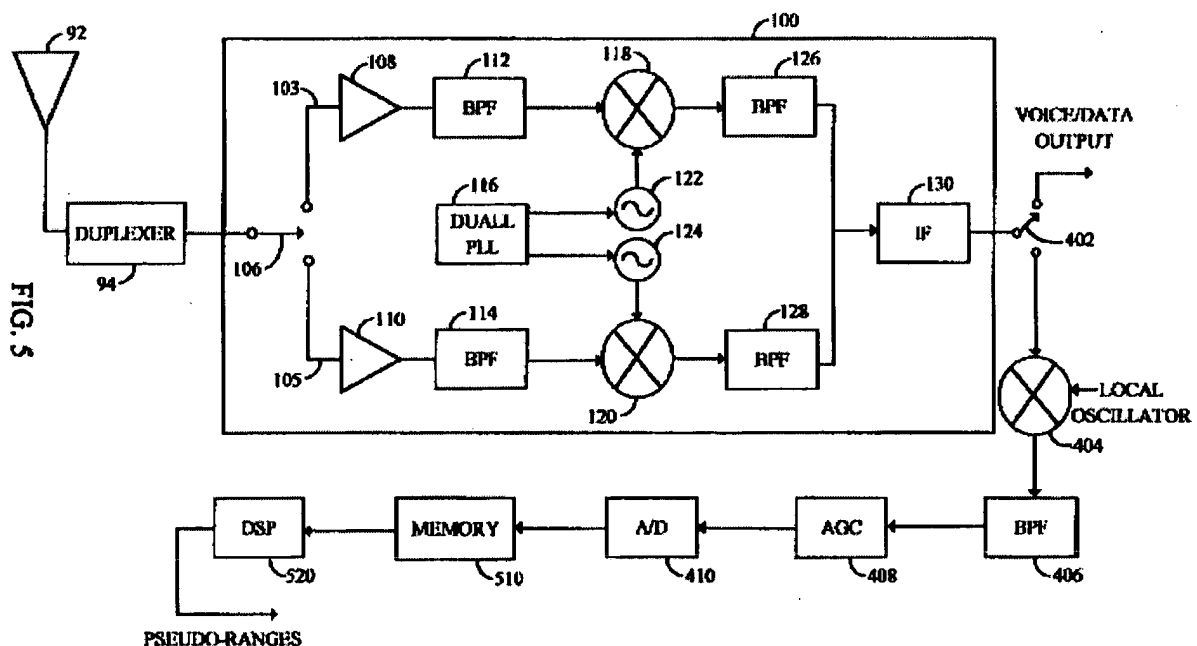 92
100
108
112
118
126
103
BPF
BPF
VOICE/DATA
OUTPUT
116
122
130
DUALL
PLL
124
IF
402
DUPLEXER
106
94
110
114
128
BPF
BPF
105
120
LOCAL
OSCILLATOR
404
DSP
MEMORY
A/D
AGC
BPF
520
510
410
408
406
PSEUDO-RANGES
FIG. 5